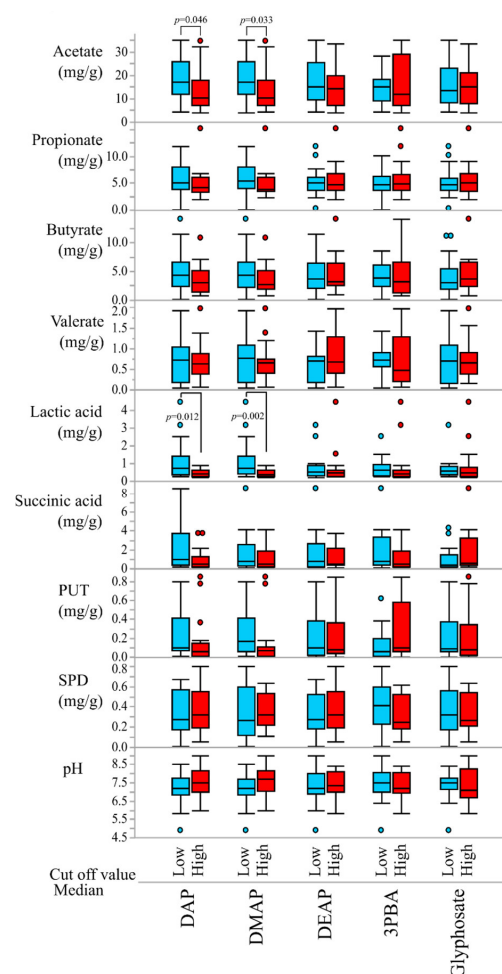 p=0.046 p=0.033
Acetate
(mg/g)
30
20
10
0
Propionate
(mg/g)
10.0
5.0
0.0
Butyrate
(mg/g)
10.0
5.0
0.0
Valerate
(mg/g)
2.0
1.5
1.0
0.5
0.0
Lactic acid
(mg/g)
4
3
2
1
0
p=0.012 p=0.002
Succinic acid
(mg/g)
8
6
4
2
0
PUT
(mg/g)
0.8
0.6
0.4
0.2
0.0
SPD
(mg/g)
0.8
0.6
0.4
0.2
0.0
pH
8.5
7.5
6.5
5.5
4.5
Cut off value
Median
Low High Low High Low High Low High Low High
DAP DMAP DEAP 3PBA Glyphosate